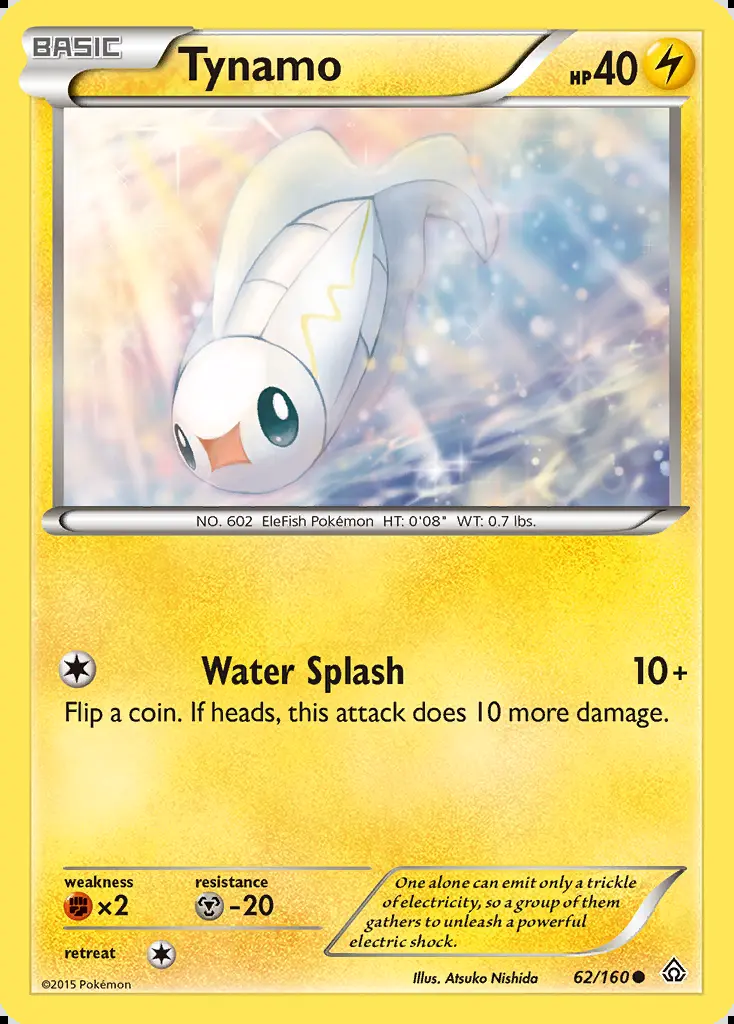 BASIC
Tynamo
HP40
NO. 602 EleFish Pokémon HT: 0'08" WT: 0.7 lbs.
Water Splash 10+
Flip a coin. If heads, this attack does 10 more damage.
weakness resistance
×2 -20
retreat
One alone can emit only a trickle
of electricity, so a group of them
gathers to unleash a powerful
electric shock.
Illus. Atsuko Nishida 62/160
©2015 Pokémon